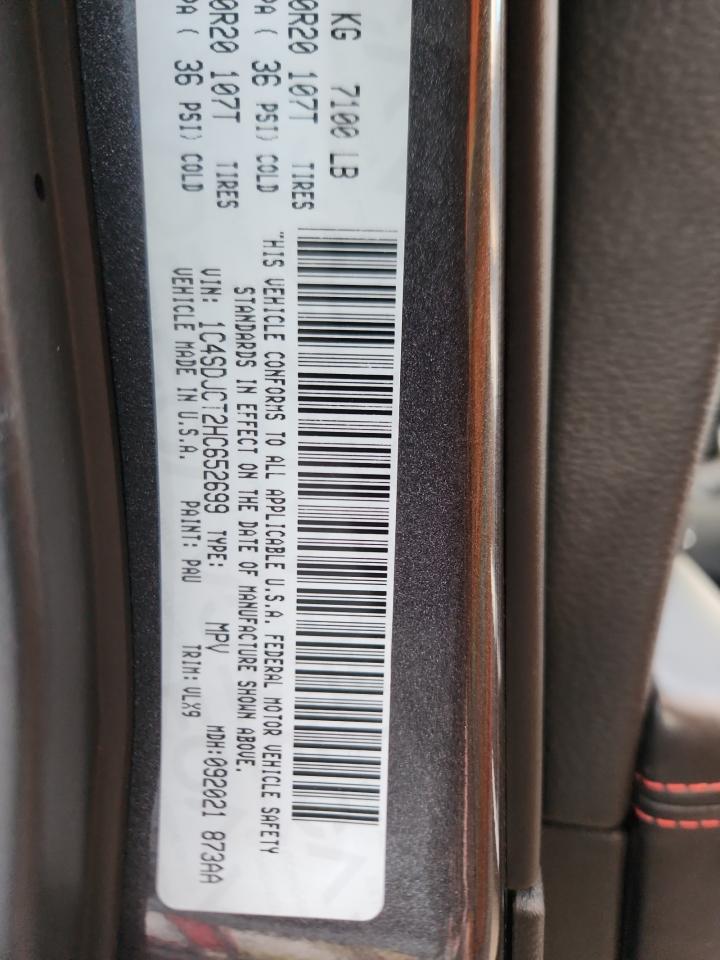 KG 7100 LB
0R20 107T TIRES
PA ( 36 PSI) COLD
0R20 107T TIRES
PA ( 36 PSI) COLD
HIS VEHICLE CONFORMS TO ALL APPLICABLE U.S.A. FEDERAL MOTOR VEHICLE SAFETY
STANDARDS IN EFFECT ON THE DATE OF MANUFACTURE SHOWN ABOVE.
VIN: 1C4SDJCT2HC652699 TYPE: MPV MDH:092021 873AA
VEHICLE MADE IN U.S.A. PAINT: PAU TRIM: VLX9